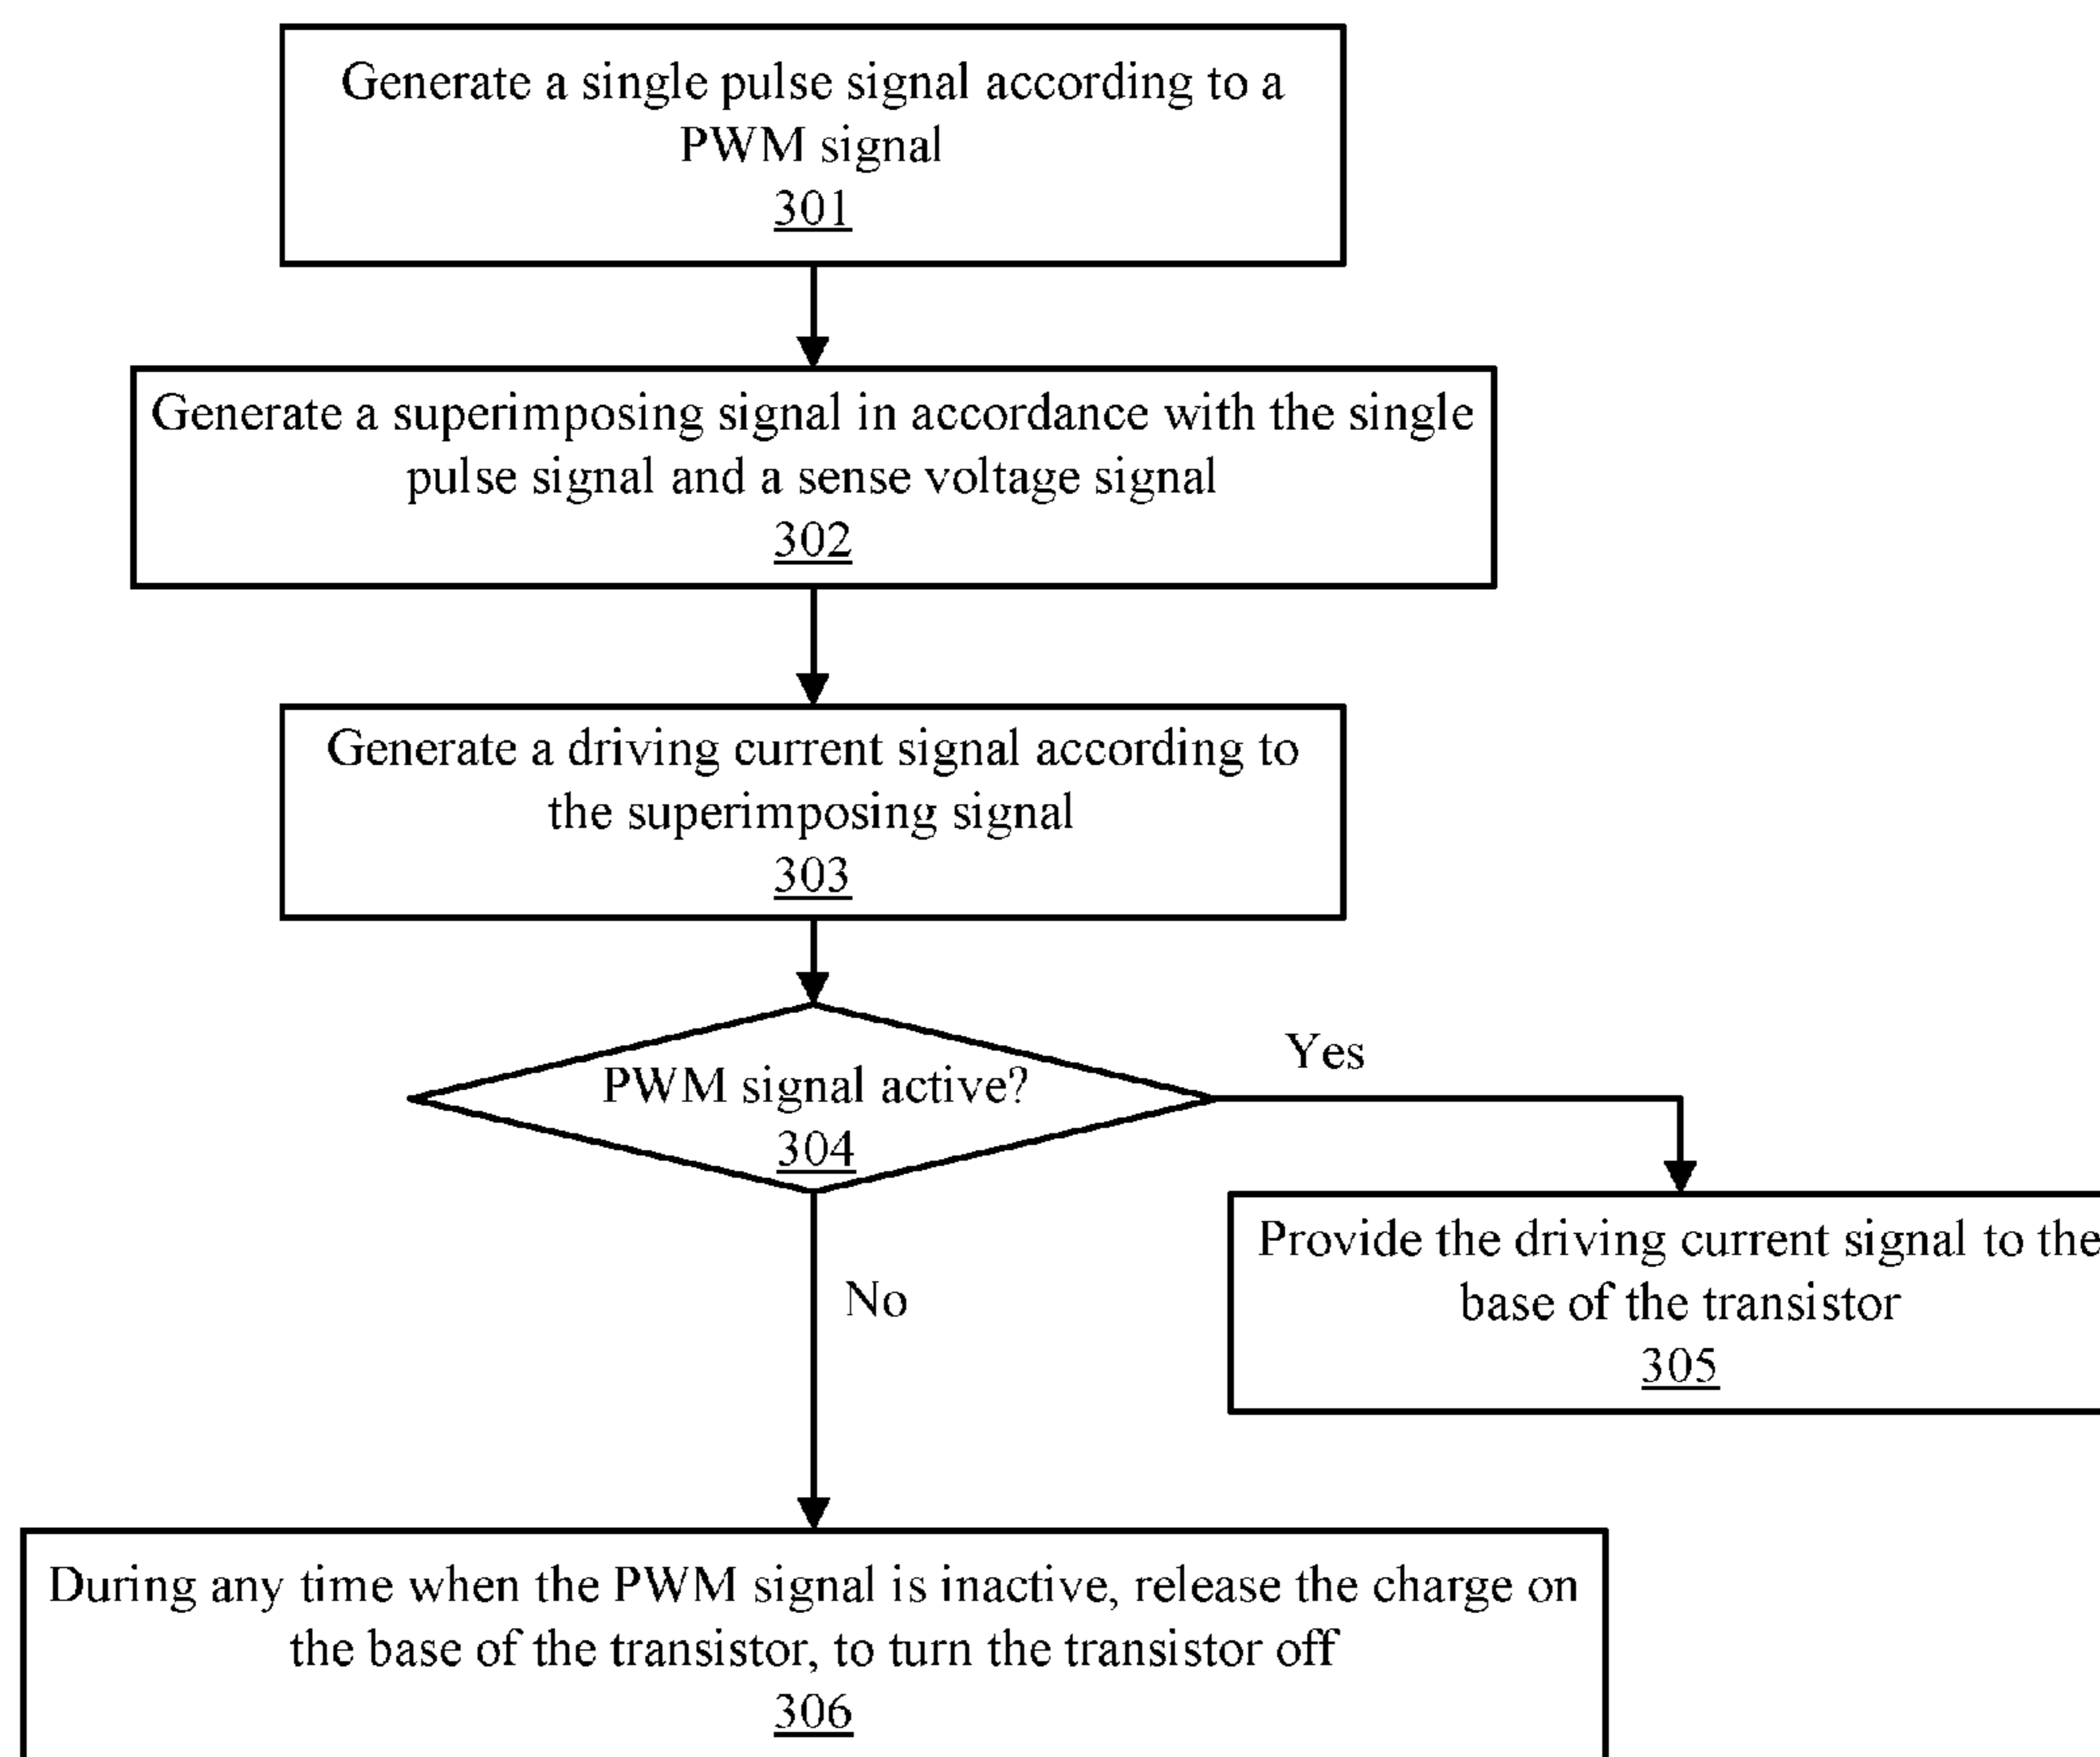 Generate a single pulse signal according to a
PWM signal
301
Generate a superimposing signal in accordance with the single
pulse signal and a sense voltage signal
302
Generate a driving current signal according to
the superimposing signal
303
PWM signal active?
304
Yes
Provide the driving current signal to the
base of the transistor
305
No
During any time when the PWM signal is inactive, release the charge on
the base of the transistor, to turn the transistor off
306